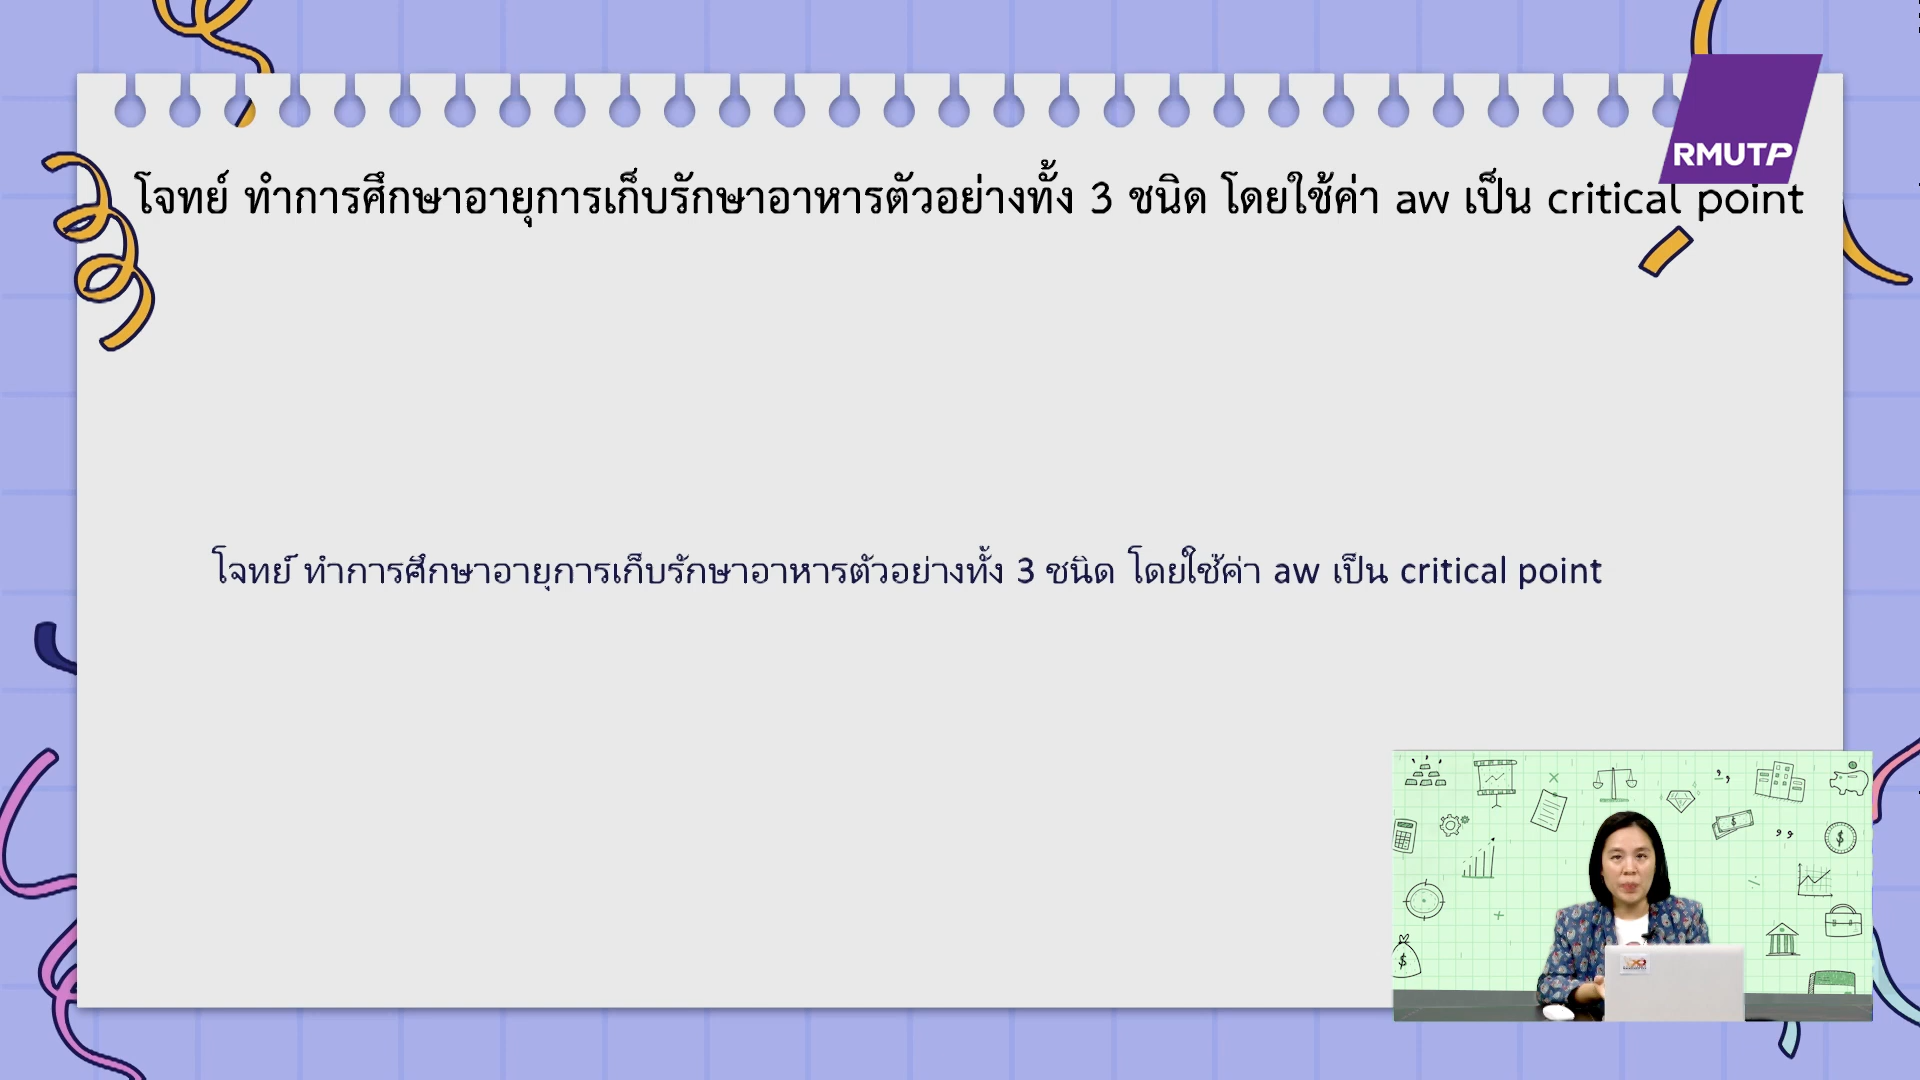 RMUTP
โจทย์ ทำการศึกษาอายุการเก็บรักษาอาหารตัวอย่างทั้ง 3 ชนิด โดยใช้ค่า aw เป็น critical point
โจทย์ ทำการศึกษาอายุการเก็บรักษาอาหารตัวอย่างทั้ง 3 ชนิด โดยใช้ค่า aw เป็น critical point